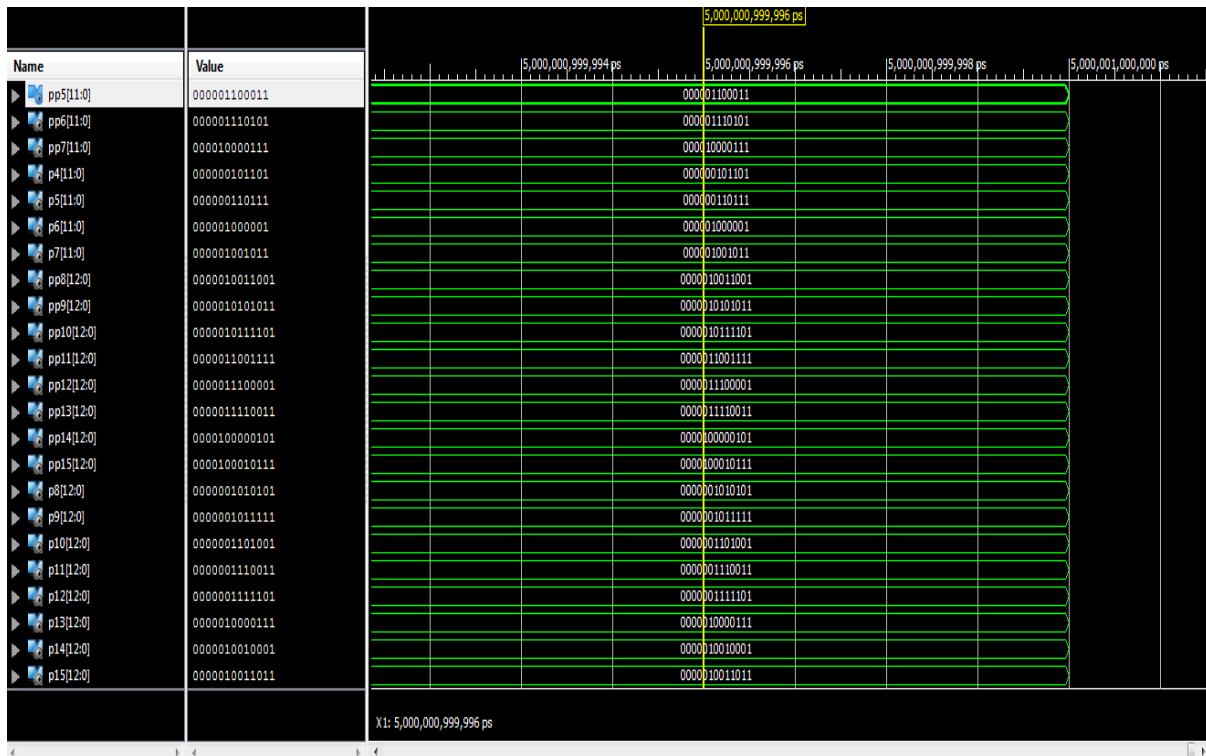 5,000,000,999,996 ps
Name Value 5,000,000,999,994 ps 5,000,000,999,996 ps 5,000,000,999,998 ps 5,000,001,000,000 ps
pp5[11:0] 000001100011 000001100011
pp6[11:0] 000001110101 000001110101
pp7[11:0] 000010000111 000010000111
p4[11:0] 000000101101 000000101101
p5[11:0] 000000110111 000000110111
p6[11:0] 000001000001 000001000001
p7[11:0] 000001001011 000001001011
pp8[12:0] 0000010011001 0000010011001
pp9[12:0] 0000010101011 0000010101011
pp10[12:0] 0000010111101 0000010111101
pp11[12:0] 0000011001111 0000011001111
pp12[12:0] 0000011100001 0000011100001
pp13[12:0] 0000011110011 0000011110011
pp14[12:0] 0000100000101 0000100000101
pp15[12:0] 0000100010111 0000100010111
p8[12:0] 0000001010101 0000001010101
p9[12:0] 0000001011111 0000001011111
p10[12:0] 0000001101001 0000001101001
p11[12:0] 0000001110011 0000001110011
p12[12:0] 0000001111101 0000001111101
p13[12:0] 0000010000111 0000010000111
p14[12:0] 0000010010001 0000010010001
p15[12:0] 0000010011011 0000010011011
X1: 5,000,000,999,996 ps